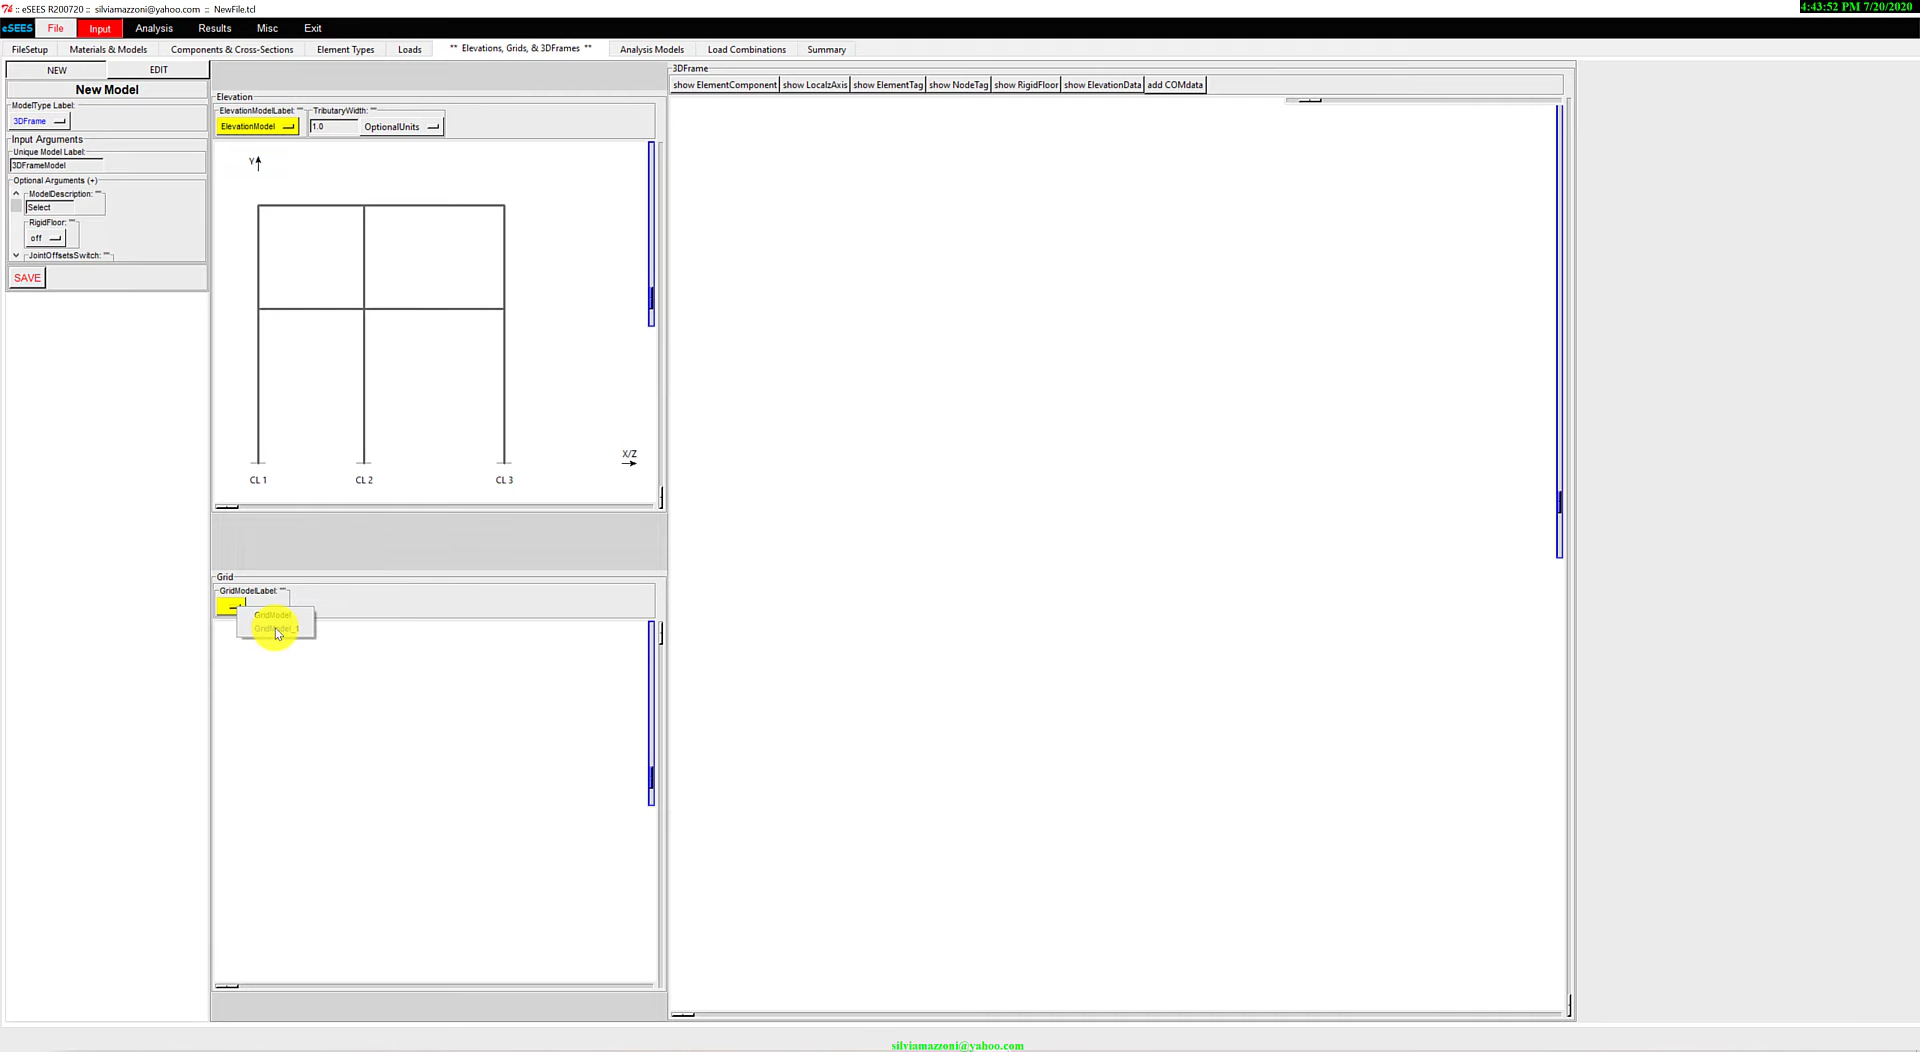 :: eSEES R200720 :: silviamazzoni@yahoo.com :: NewFile.tcl
4:43:52 PM 7/20/2020
eSEES File Input Analysis Results Misc Exit
FileSetup Materials & Models Components & Cross-Sections Element Types Loads ** Elevations, Grids, & 3DFrames ** Analysis Models Load Combinations Summary
NEW EDIT
New Model
ModelType Label:
3DFrame
Input Arguments
Unique Model Label:
3DFrameModel
Optional Arguments (+)
ModelDescription: ""
Select
RigidFloor: ""
off
JointOffsetsSwitch: ""
SAVE
Elevation
ElevationModelLabel: "" TributaryWidth: ""
ElevationModel 1.0 OptionalUnits
Y
X/Z
CL 1 CL 2 CL 3
Grid
GridModelLabel: ""
GridModel
GridModel_1
3DFrame
show ElementComponent show LocalzAxis show ElementTag show NodeTag show RigidFloor show ElevationData add COMdata
silviamazzoni@yahoo.com